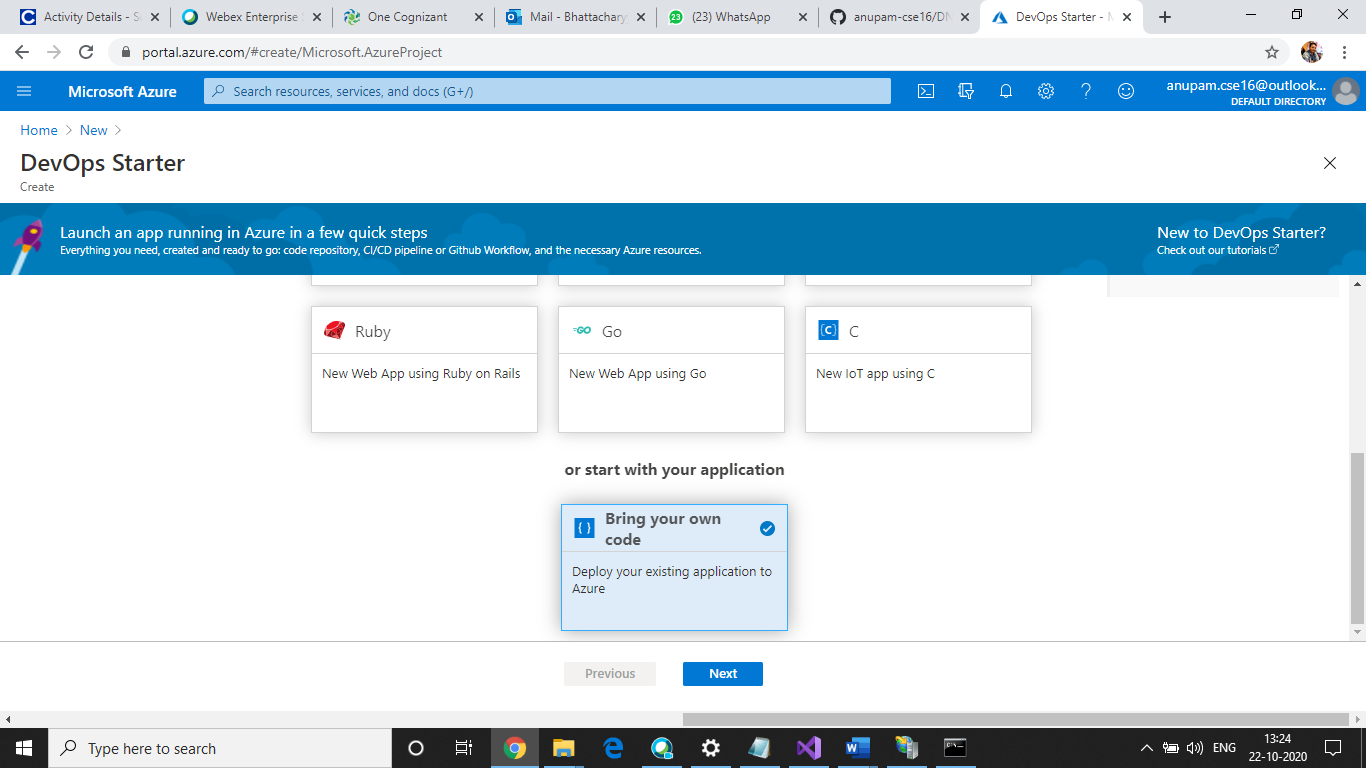 Activity Details - S
Webex Enterprise
One Cognizant
Mail - Bhattachary
(23) WhatsApp
anupam-cse16/DN
DevOps Starter - M
portal.azure.com/#create/Microsoft.AzureProject
Microsoft Azure
Search resources, services, and docs (G+/)
anupam.cse16@outlook...
DEFAULT DIRECTORY
Home > New >
DevOps Starter
Create
Launch an app running in Azure in a few quick steps
Everything you need, created and ready to go: code repository, CI/CD pipeline or Github Workflow, and the necessary Azure resources.
New to DevOps Starter?
Check out our tutorials
Ruby
New Web App using Ruby on Rails
GO Go
New Web App using Go
{C} C
New IoT app using C
or start with your application
Bring your own
code
Deploy your existing application to
Azure
Previous
Next
Type here to search
ENG
13:24
22-10-2020